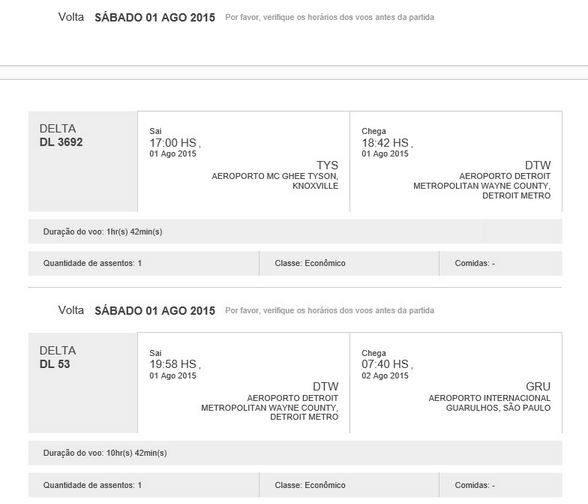 Volta SÁBADO 01 AGO 2015 Por favor, verifique os horários dos voos antes da partida
DELTA
DL 3692
Sai
17:00 HS ,
01 Ago 2015
TYS
AEROPORTO MC GHEE TYSON,
KNOXVILLE
Chega
18:42 HS ,
01 Ago 2015
DTW
AEROPORTO DETROIT
METROPOLITAN WAYNE COUNTY,
DETROIT METRO
Duração do voo: 1hr(s) 42min(s)
Quantidade de assentos: 1 Classe: Econômico Comidas: -
Volta SÁBADO 01 AGO 2015 Por favor, verifique os horários dos voos antes da partida
DELTA
DL 53
Sai
19:58 HS ,
01 Ago 2015
DTW
AEROPORTO DETROIT
METROPOLITAN WAYNE COUNTY,
DETROIT METRO
Chega
07:40 HS ,
02 Ago 2015
GRU
AEROPORTO INTERNACIONAL
GUARULHOS, SÃO PAULO
Duração do voo: 10hr(s) 42min(s)
Quantidade de assentos: 1 Classe: Econômico Comidas: -